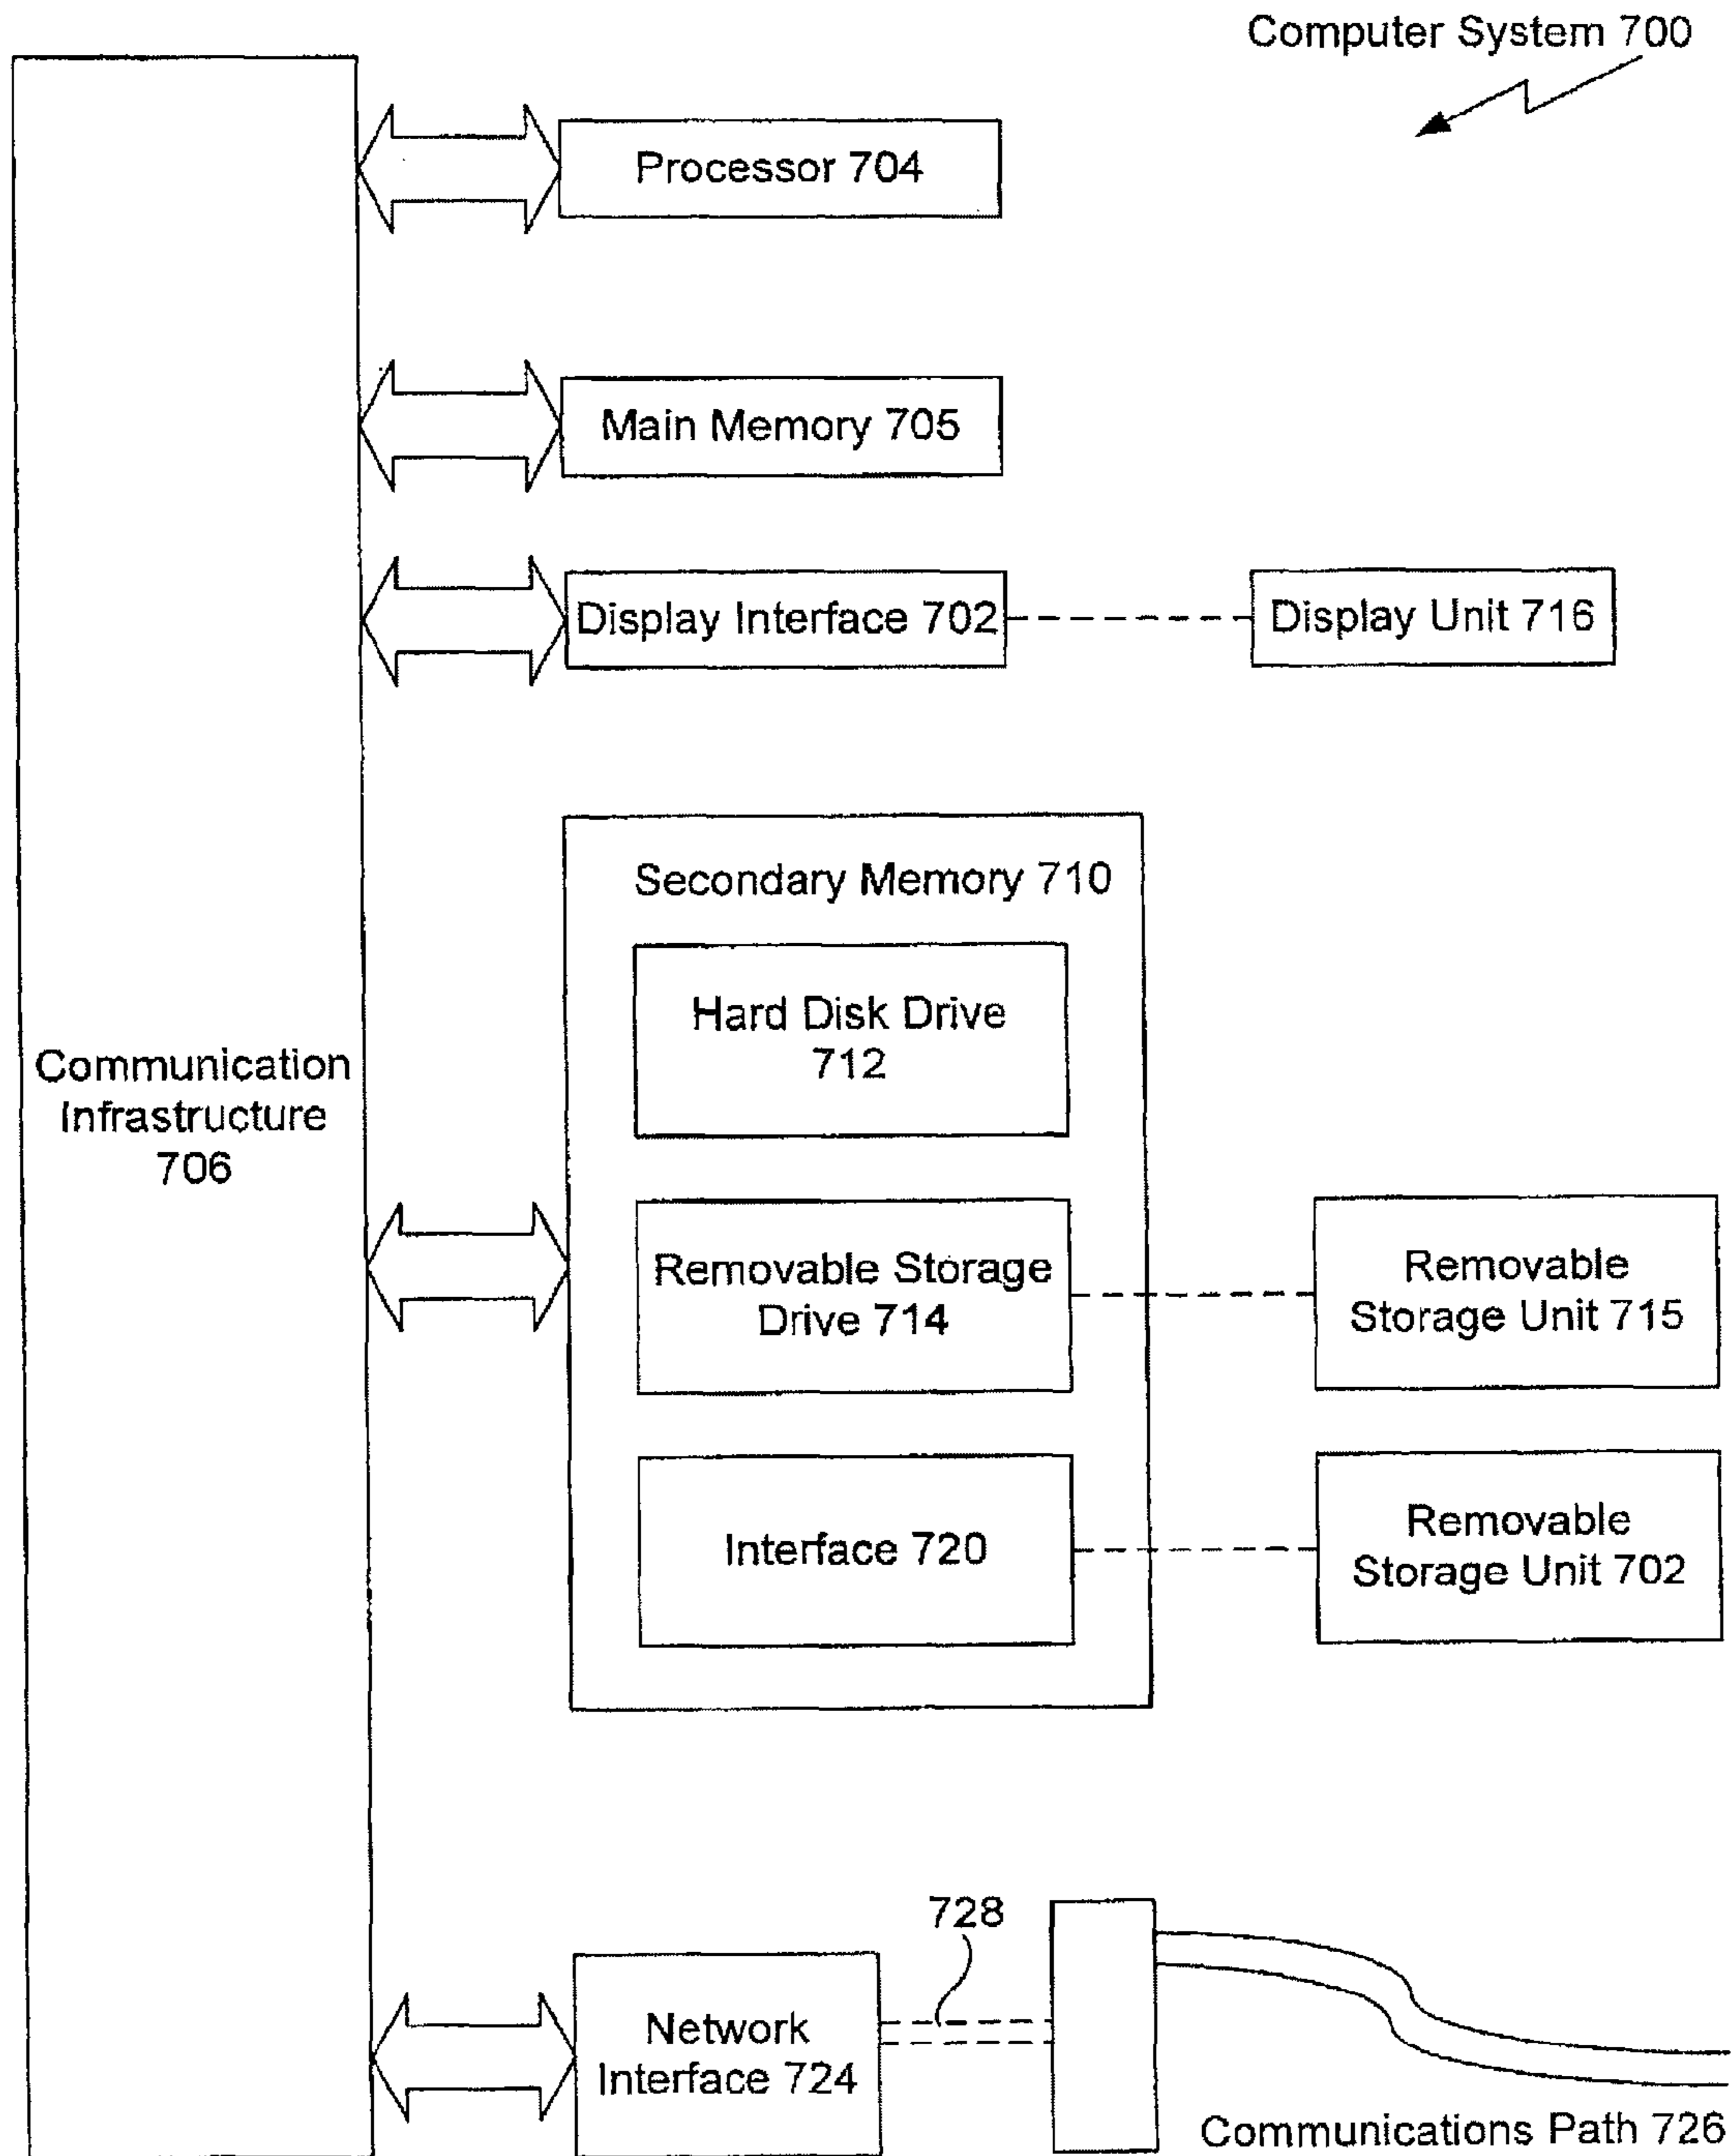 Computer System 700
Processor 704
Main Memory 705
Display Interface 702
Display Unit 716
Secondary Memory 710
Hard Disk Drive
712
Communication
Infrastructure
706
Removable Storage
Drive 714
Removable
Storage Unit 715
Interface 720
Removable
Storage Unit 702
728
Network
Interface 724
Communications Path 726